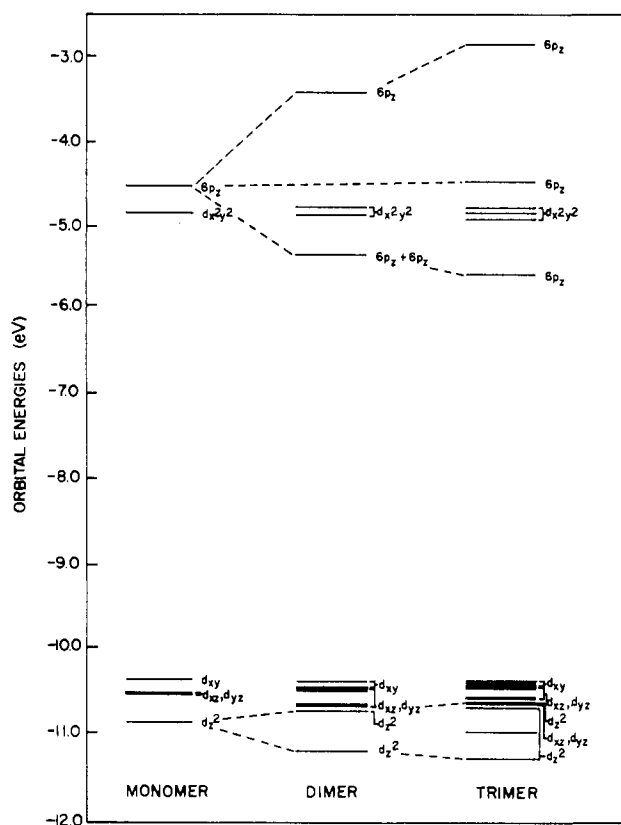 ORBITAL ENERGIES (eV)
-3.0
-4.0
-5.0
-6.0
-7.0
-8.0
-9.0
-10.0
-11.0
-12.0
6pz
dx²y²
dxy
dxz,dyz
dz²
MONOMER
6pz
dx²y²
6pz + 6pz
dxy
dxz,dyz
dz²
dz²
DIMER
6pz
6pz
dx²y²
6pz
dxy
dxz,dyz
dz²
dxz,dyz
dz²
TRIMER